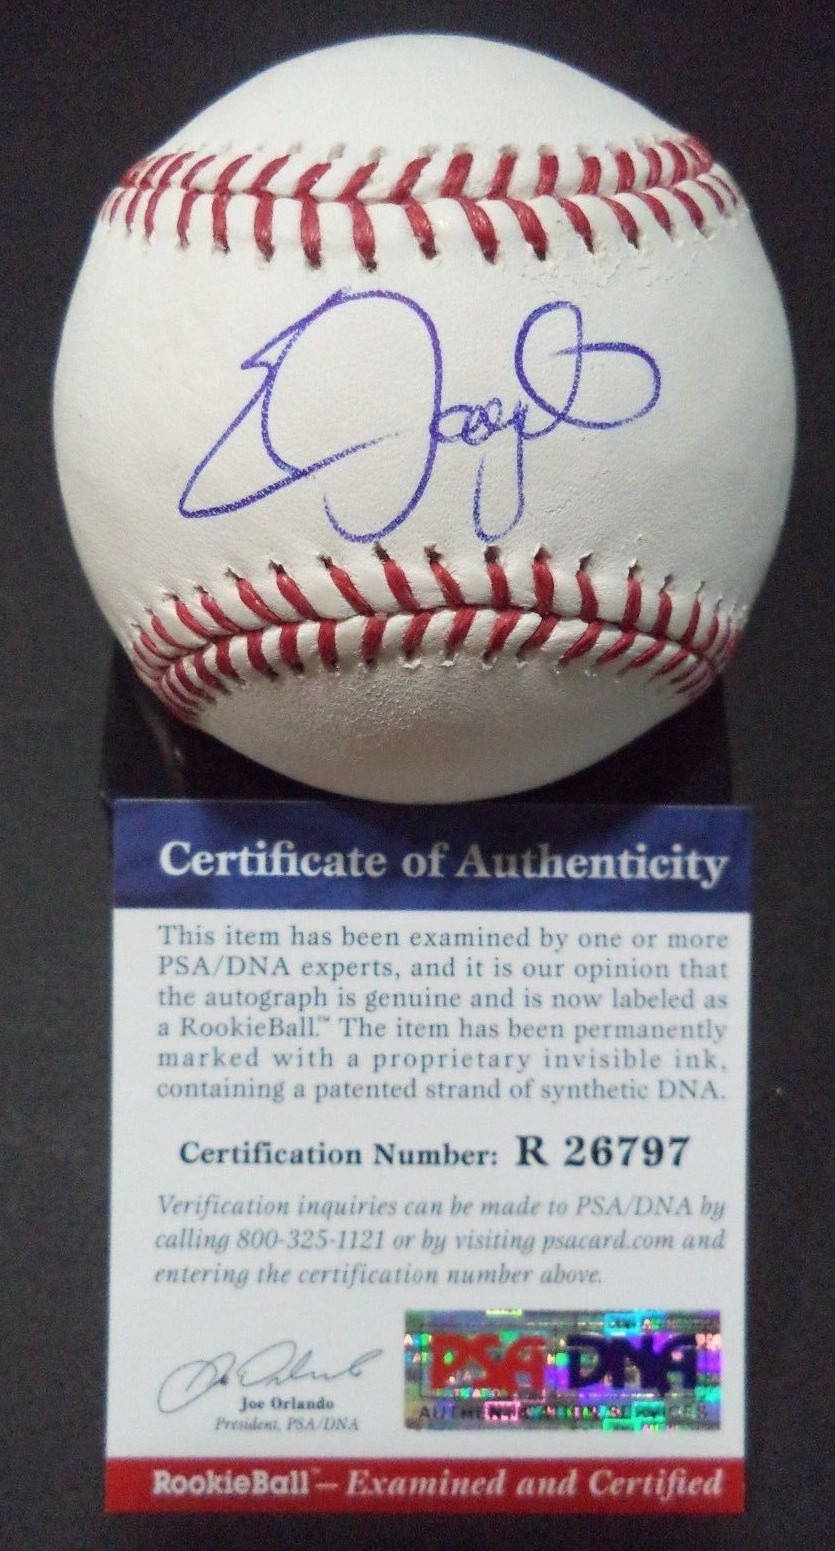 Certificate of Authenticity
This item has been examined by one or more
PSA/DNA experts, and it is our opinion that
the autograph is genuine and is now labeled as
a RookieBall.™ The item has been permanently
marked with a proprietary invisible ink,
containing a patented strand of synthetic DNA.
Certification Number: R 26797
Verification inquiries can be made to PSA/DNA by
calling 800-325-1121 or by visiting psacard.com and
entering the certification number above.
Joe Orlando
President, PSA/DNA
PSA DNA
RookieBall™ — Examined and Certified